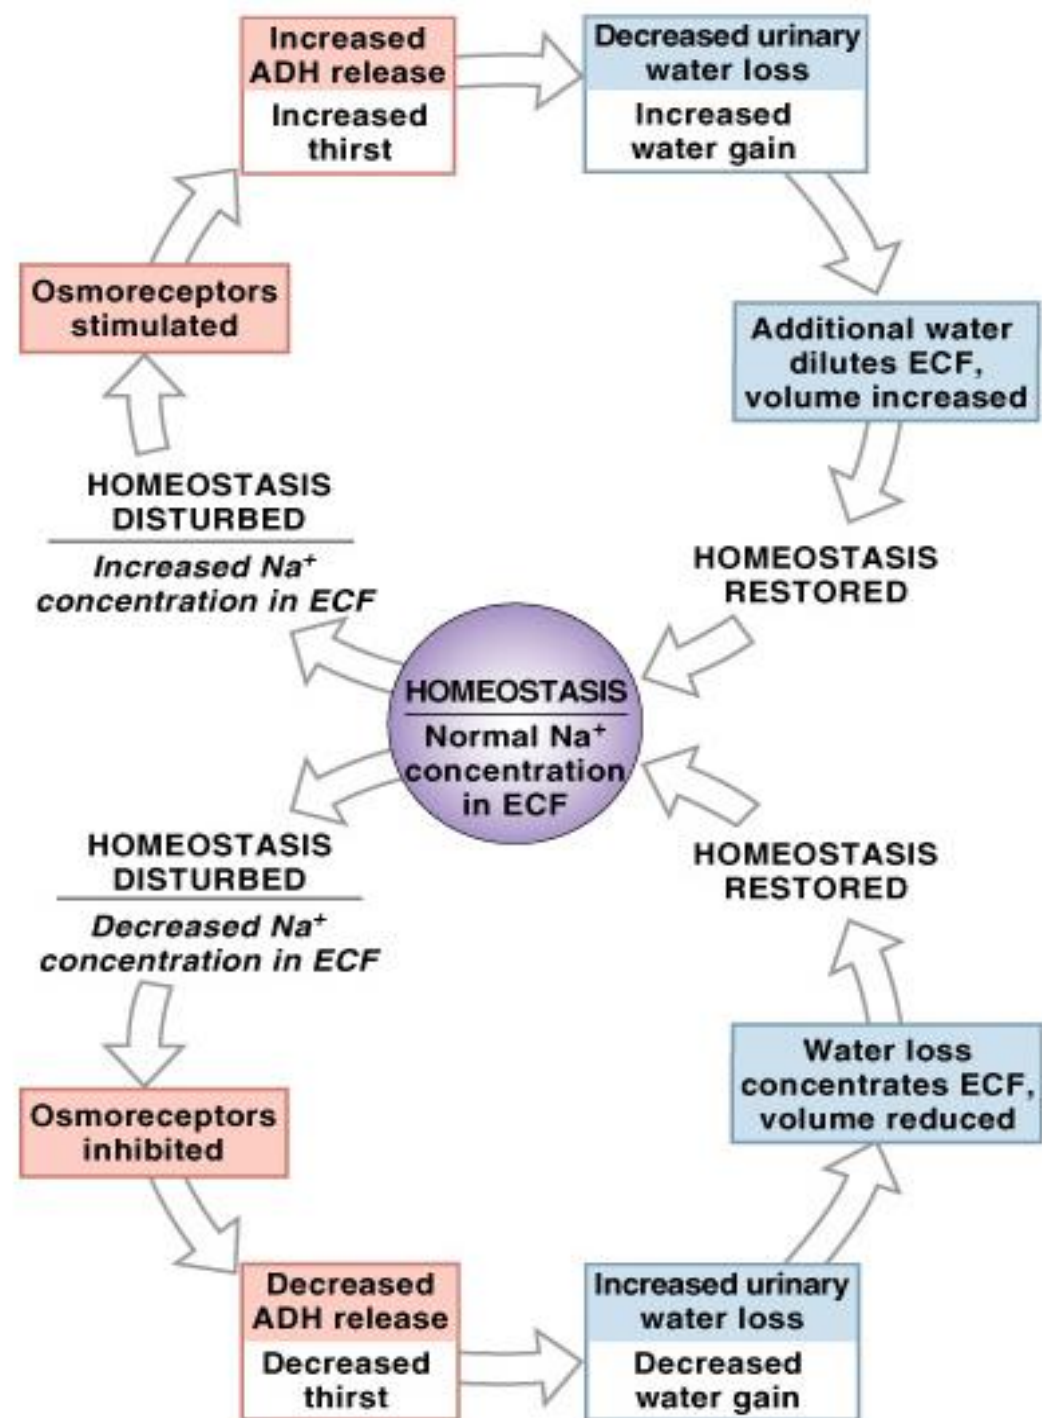 Increased
ADH release
Increased
thirst
Decreased urinary
water loss
Increased
water gain
Osmoreceptors
stimulated
Additional water
dilutes ECF,
volume increased
HOMEOSTASIS
DISTURBED
Increased Na⁺
concentration in ECF
HOMEOSTASIS
RESTORED
HOMEOSTASIS
Normal Na⁺
concentration
in ECF
HOMEOSTASIS
DISTURBED
Decreased Na⁺
concentration in ECF
HOMEOSTASIS
RESTORED
Osmoreceptors
inhibited
Water loss
concentrates ECF,
volume reduced
Decreased
ADH release
Decreased
thirst
Increased urinary
water loss
Decreased
water gain